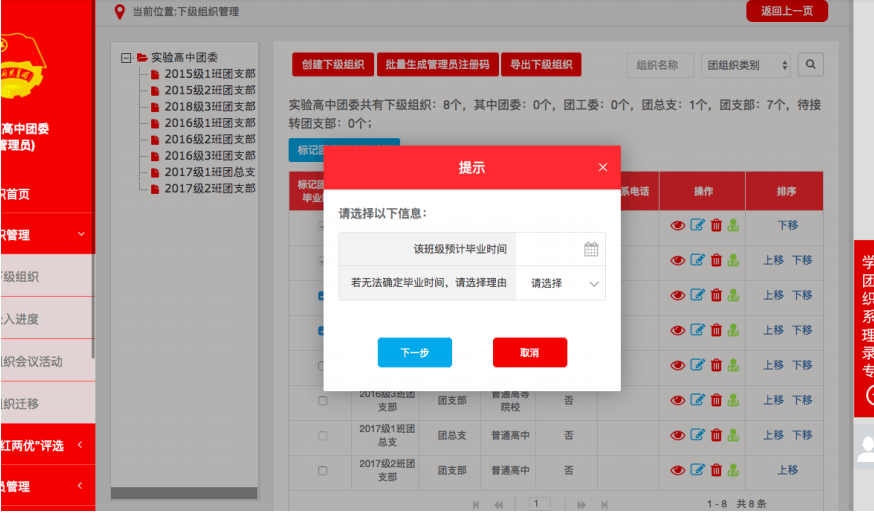 当前位置:下级组织管理
返回上一页
高中团委
管理员)
织首页
织管理
下级组织
录入进度
组织会议活动
组织迁移
红两优"评选
员管理
实验高中团委
2015级1班团支部
2015级2班团支部
2018级3班团支部
2016级1班团支部
2016级2班团支部
2016级3班团支部
2017级1班团总支
2017级2班团支部
创建下级组织 批量生成管理员注册码 导出下级组织 组织名称 团组织类别
实验高中团委共有下级组织：8个，其中团委：0个，团工委：0个，团总支：1个，团支部：7个，待接
转团支部：0个；
标记
标记
毕业
系电话 操作 排序
下移
上移 下移
上移 下移
上移 下移
上移 下移
提示 ×
请选择以下信息：
该班级预计毕业时间
若无法确定毕业时间，请选择理由 请选择
下一步 取消
2016级3班团
支部 团支部 普通高等
院校 否 上移 下移
2017级1班团
总支 团总支 普通高中 否 上移 下移
2017级2班团
支部 团支部 普通高中 否 上移
1 1 - 8 共 8 条
学
团
织
系
理
录
专